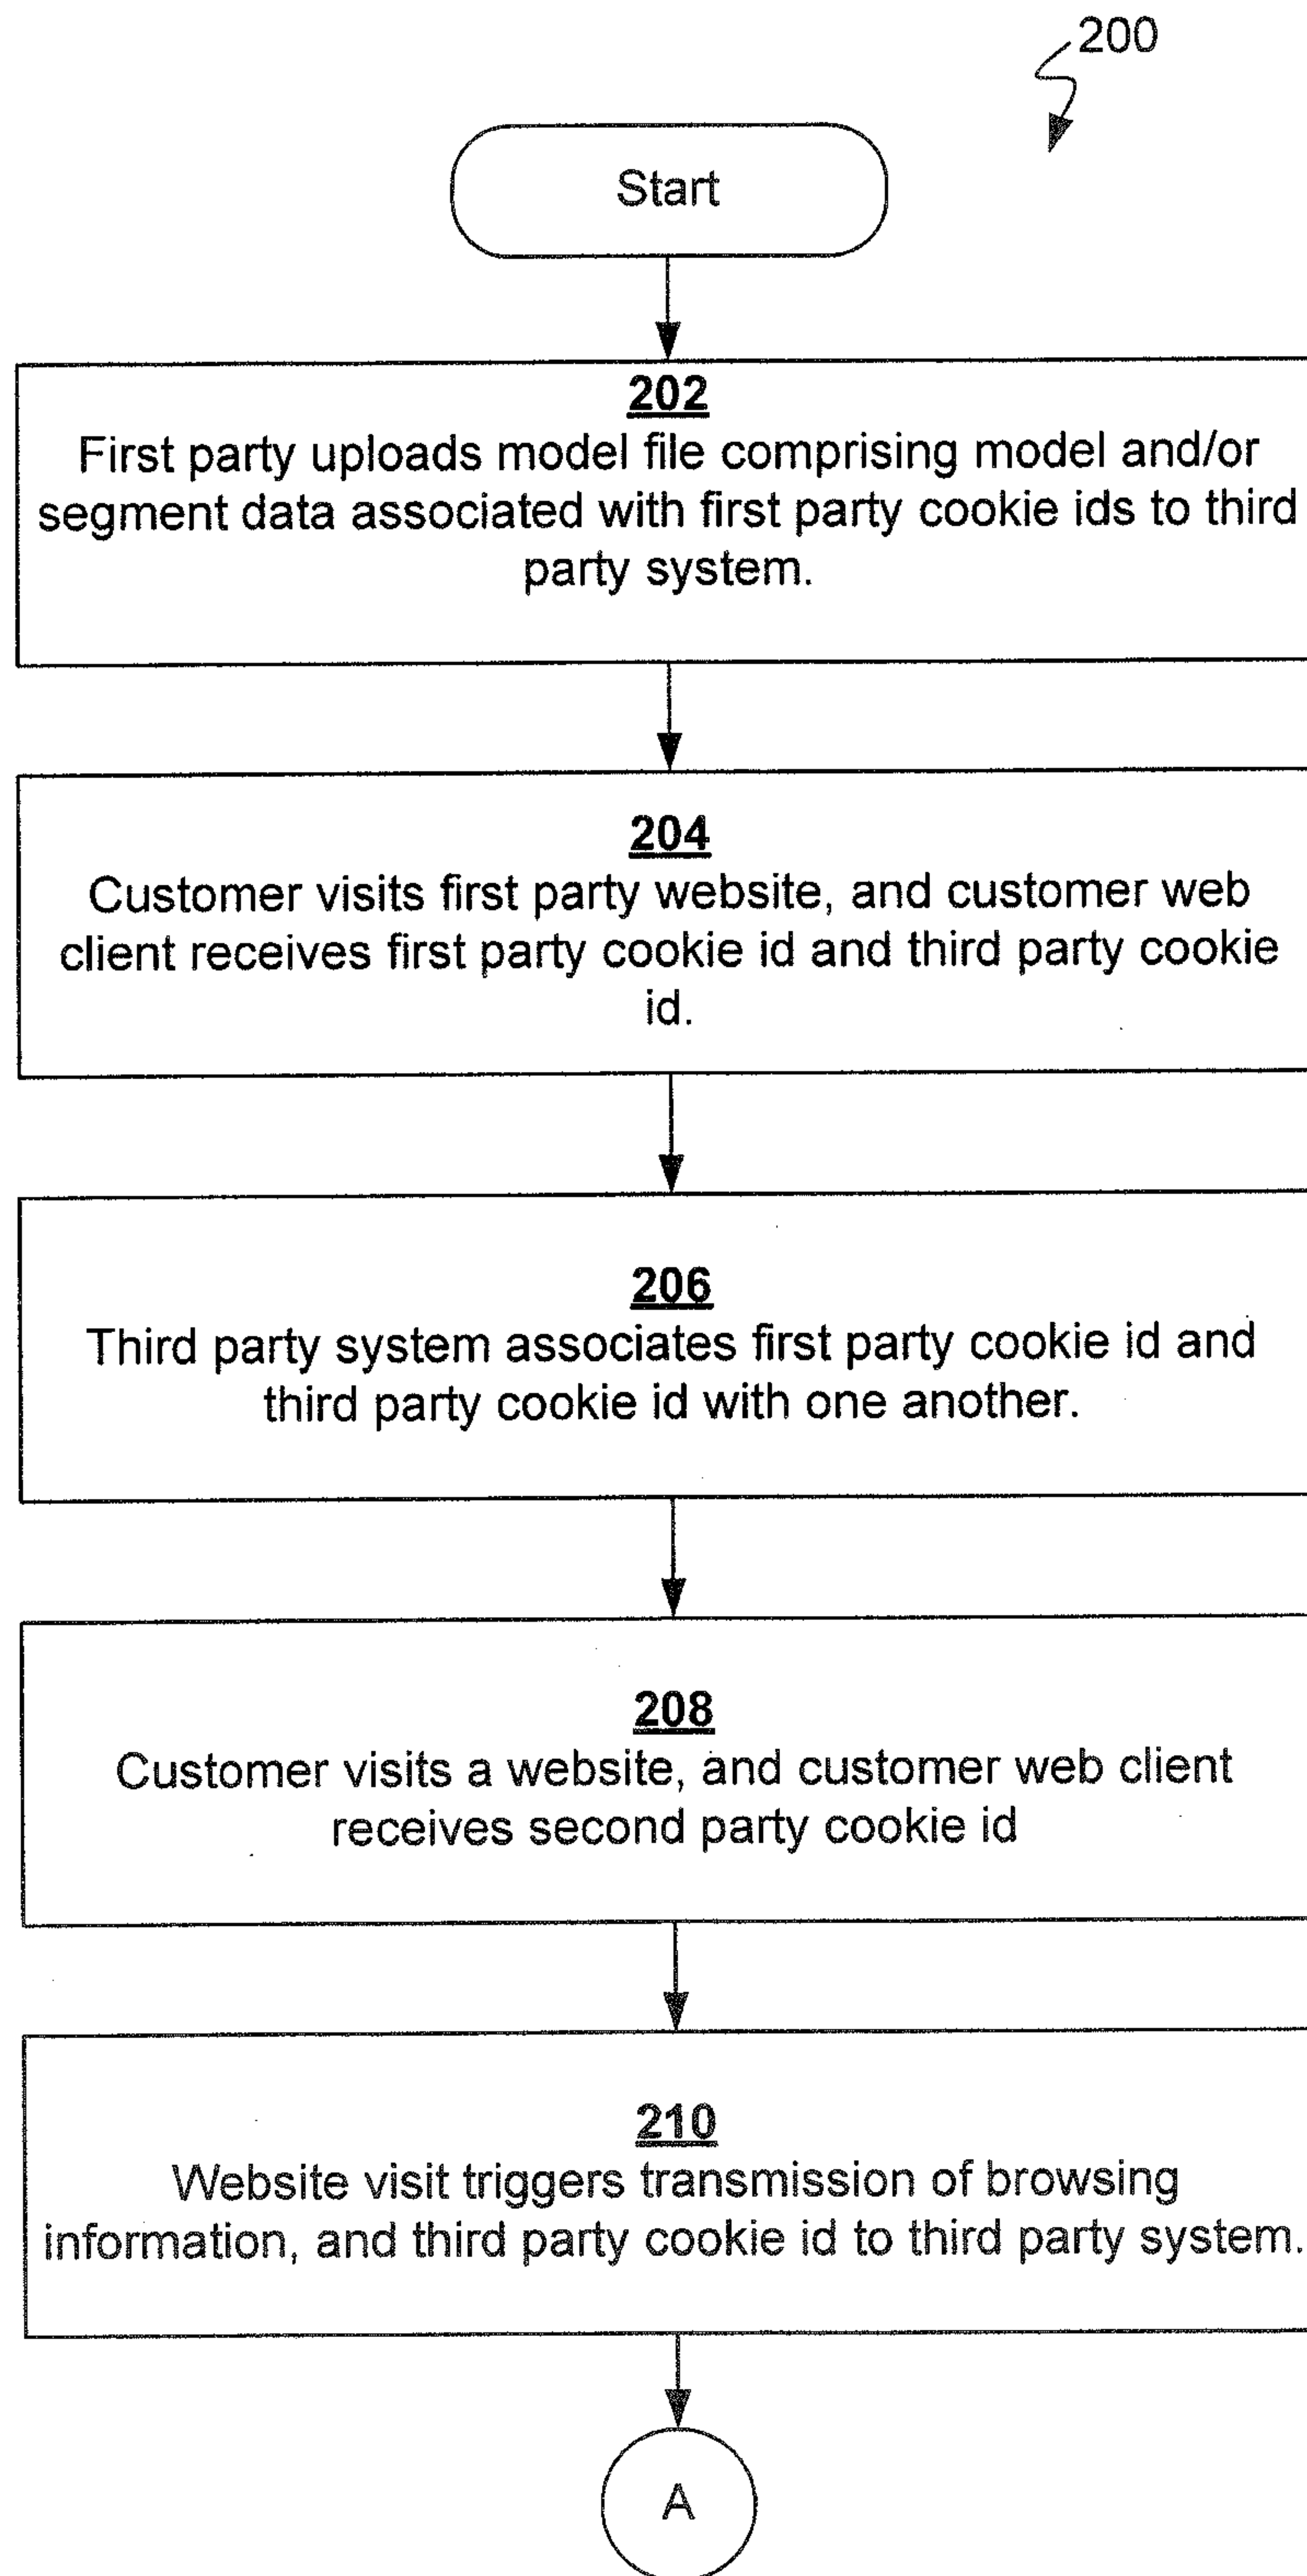 200
Start
202
First party uploads model file comprising model and/or
segment data associated with first party cookie ids to third
party system.
204
Customer visits first party website, and customer web
client receives first party cookie id and third party cookie
id.
206
Third party system associates first party cookie id and
third party cookie id with one another.
208
Customer visits a website, and customer web client
receives second party cookie id
210
Website visit triggers transmission of browsing
information, and third party cookie id to third party system.
A